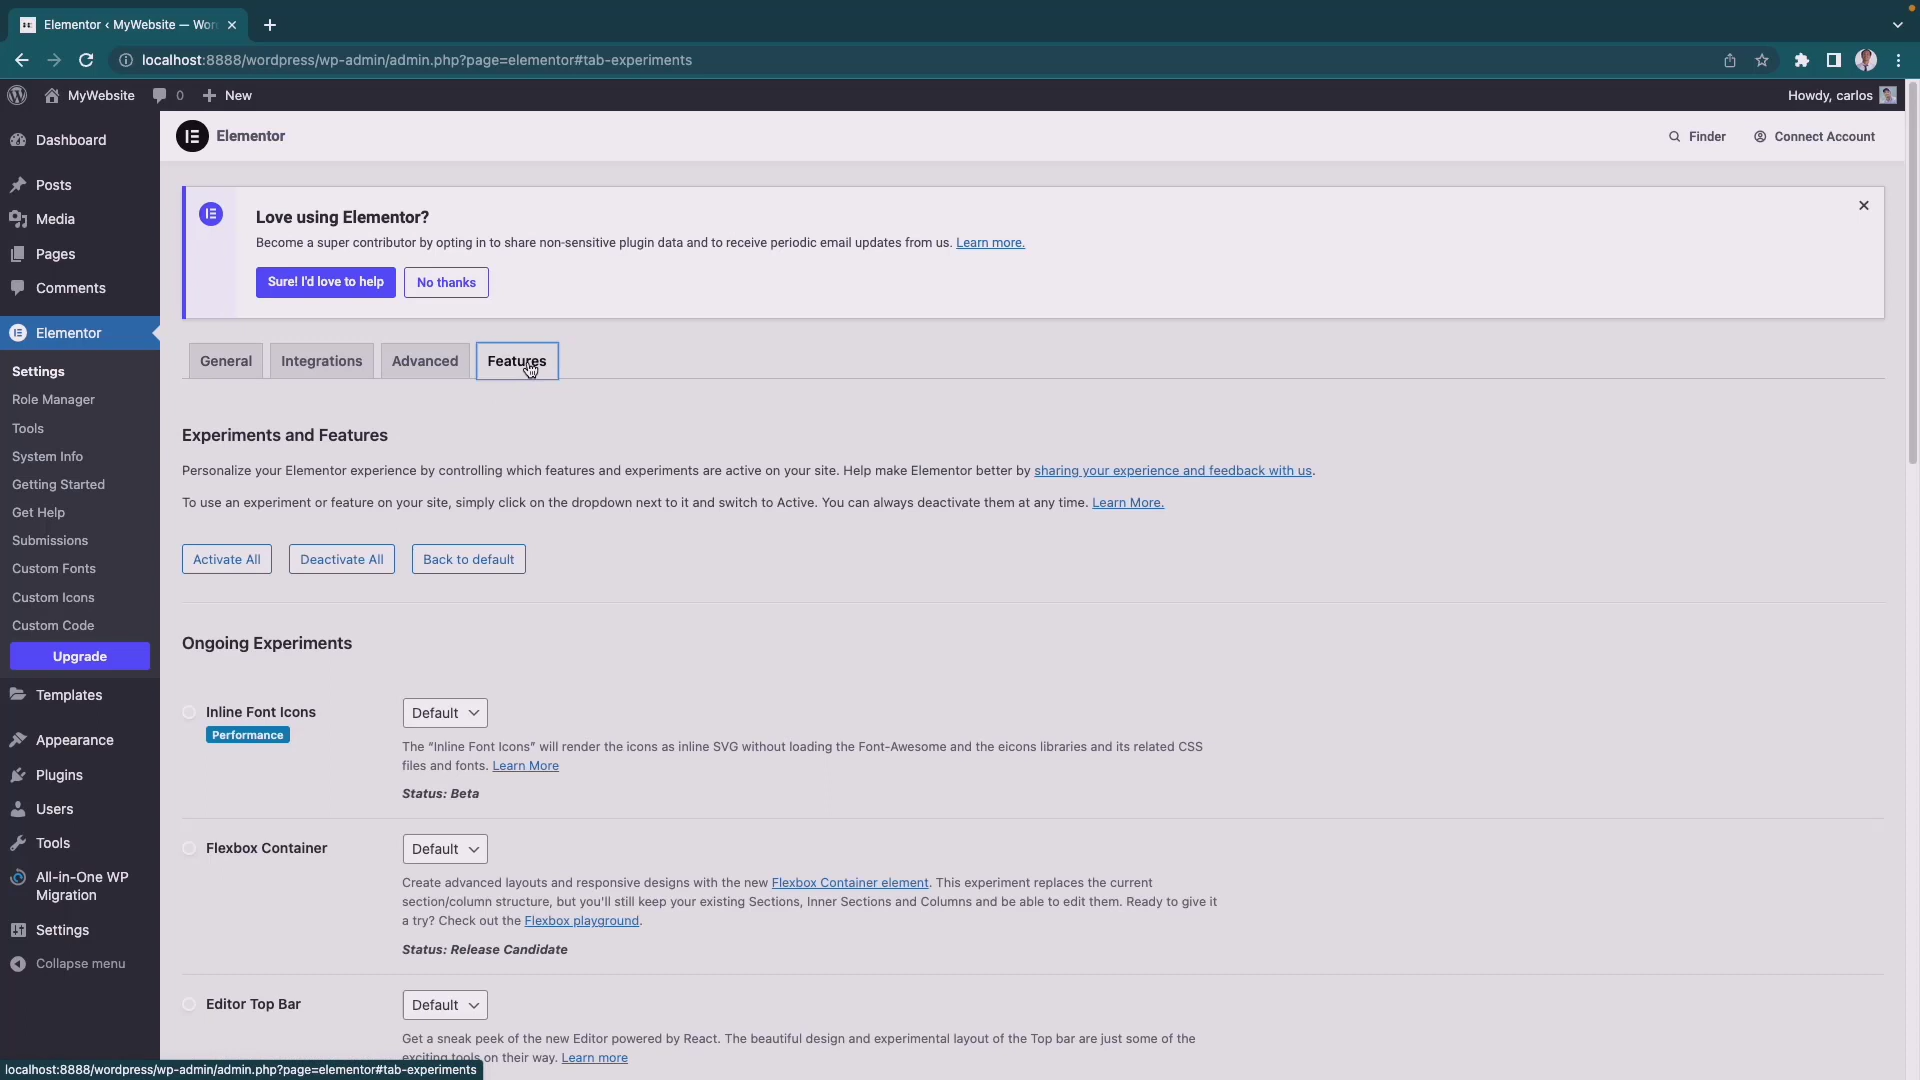 Elementor ‹ MyWebsite — Wor
localhost:8888/wordpress/wp-admin/admin.php?page=elementor#tab-experiments
MyWebsite
0
New
Howdy, carlos
Dashboard
Posts
Media
Pages
Comments
Elementor
Settings
Role Manager
Tools
System Info
Getting Started
Get Help
Submissions
Custom Fonts
Custom Icons
Custom Code
Upgrade
Templates
Appearance
Plugins
Users
Tools
All-in-One WP
Migration
Settings
Collapse menu
Elementor
Finder
Connect Account
Love using Elementor?
Become a super contributor by opting in to share non-sensitive plugin data and to receive periodic email updates from us. Learn more.
Sure! I'd love to help
No thanks
General
Integrations
Advanced
Features
Experiments and Features
Personalize your Elementor experience by controlling which features and experiments are active on your site. Help make Elementor better by sharing your experience and feedback with us.
To use an experiment or feature on your site, simply click on the dropdown next to it and switch to Active. You can always deactivate them at any time. Learn More.
Activate All
Deactivate All
Back to default
Ongoing Experiments
Inline Font Icons
Performance
Default
The “Inline Font Icons” will render the icons as inline SVG without loading the Font-Awesome and the eicons libraries and its related CSS
files and fonts. Learn More
Status: Beta
Flexbox Container
Default
Create advanced layouts and responsive designs with the new Flexbox Container element. This experiment replaces the current
section/column structure, but you'll still keep your existing Sections, Inner Sections and Columns and be able to edit them. Ready to give it
a try? Check out the Flexbox playground.
Status: Release Candidate
Editor Top Bar
Default
Get a sneak peek of the new Editor powered by React. The beautiful design and experimental layout of the Top bar are just some of the
exciting tools on their way. Learn more
localhost:8888/wordpress/wp-admin/admin.php?page=elementor#tab-experiments